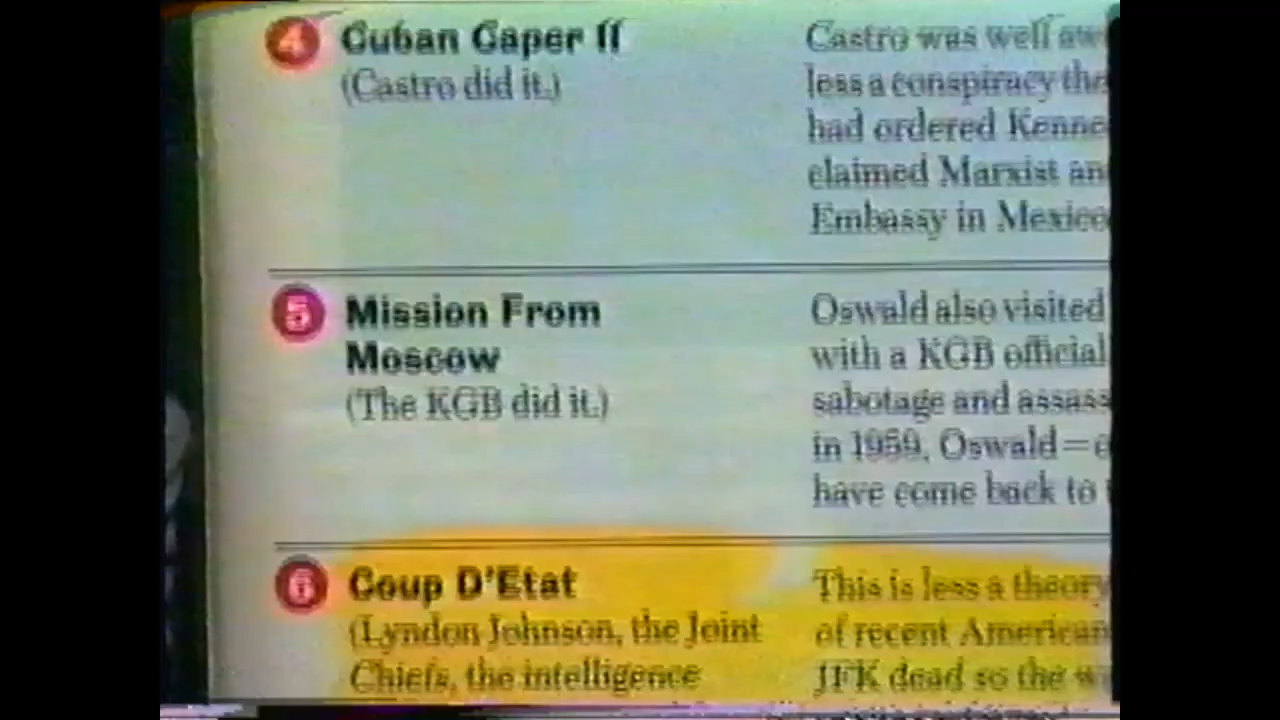 4 Cuban Caper II
(Castro did it.)
Castro was well aw
less a conspiracy the
had ordered Kenne
claimed Marxist an
Embassy in Mexico
5 Mission From
Moscow
(The KGB did it.)
Oswald also visited
with a KGB official
sabotage and assass
in 1959, Oswald—
have come back to
6 Coup D'Etat
(Lyndon Johnson, the Joint
Chiefs, the intelligence
This is less a theory
of recent American
JFK dead so the w